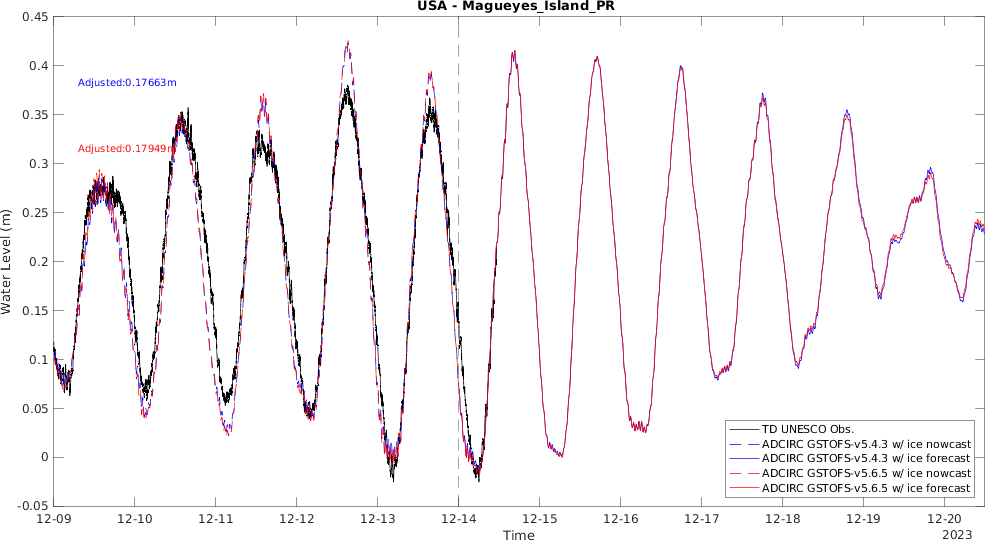 USA - Magueyes_Island_PR
0.45
0.4
0.35
0.3
0.25
0.2
0.15
0.1
0.05
0
-0.05
Water Level (m)
Adjusted:0.17663m
Adjusted:0.17949m
TD UNESCO Obs.
ADCIRC GSTOFS-v5.4.3 w/ ice nowcast
ADCIRC GSTOFS-v5.4.3 w/ ice forecast
ADCIRC GSTOFS-v5.6.5 w/ ice nowcast
ADCIRC GSTOFS-v5.6.5 w/ ice forecast
12-09 12-10 12-11 12-12 12-13 12-14 12-15 12-16 12-17 12-18 12-19 12-20
Time
2023